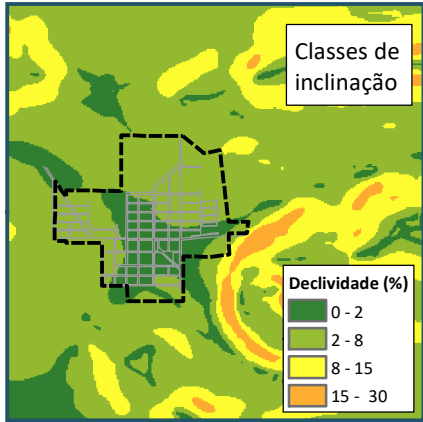 Classes de
inclinação
Declividade (%)
0 - 2
2 - 8
8 - 15
15 - 30